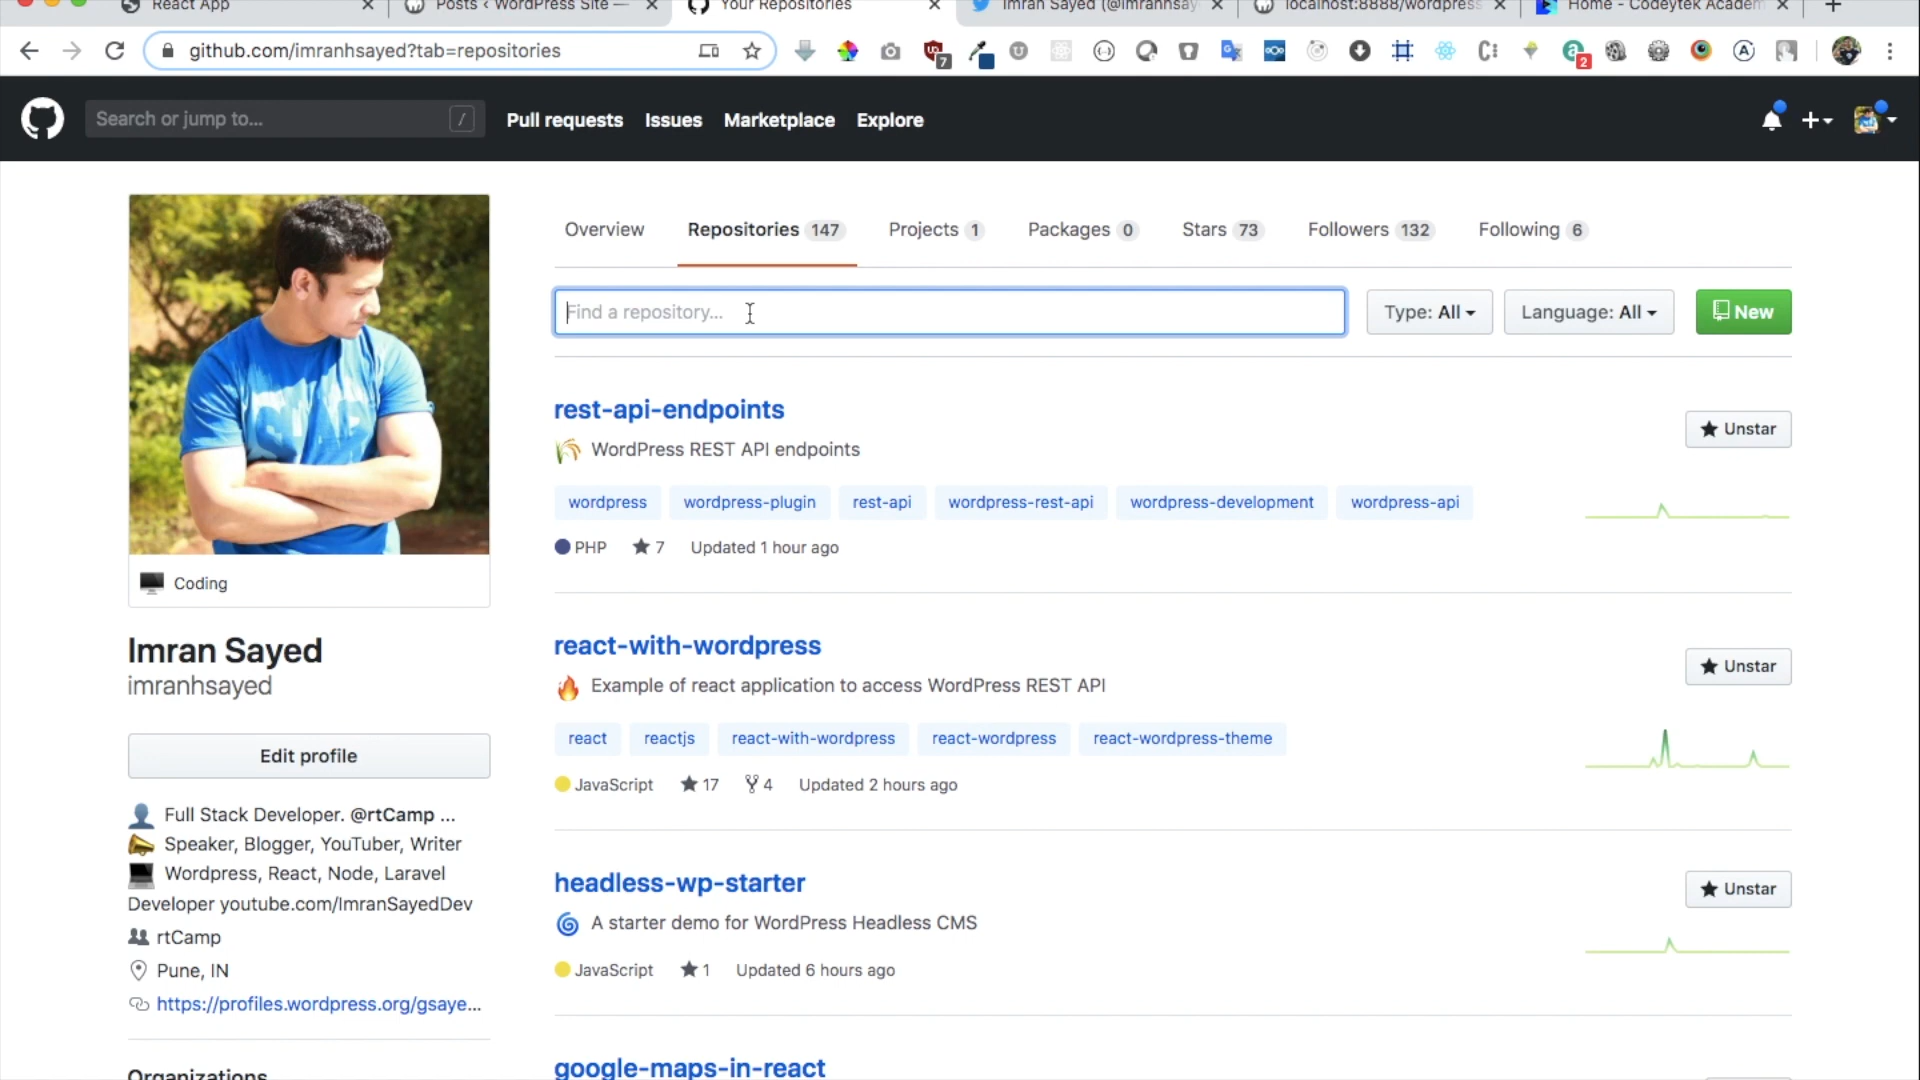 React App
Posts ‹ WordPress Site —
Your Repositories
Imran Sayed (@imranhsay
localhost:8888/wordpress
Home - Codeytek Academ
github.com/imranhsayed?tab=repositories
7
2
Search or jump to...
/
Pull requests
Issues
Marketplace
Explore
Overview
Repositories 147
Projects 1
Packages 0
Stars 73
Followers 132
Following 6
Find a repository...
Type: All
Language: All
New
rest-api-endpoints
Unstar
WordPress REST API endpoints
wordpress
wordpress-plugin
rest-api
wordpress-rest-api
wordpress-development
wordpress-api
PHP
7
Updated 1 hour ago
react-with-wordpress
Unstar
Example of react application to access WordPress REST API
react
reactjs
react-with-wordpress
react-wordpress
react-wordpress-theme
JavaScript
17
4
Updated 2 hours ago
headless-wp-starter
Unstar
A starter demo for WordPress Headless CMS
JavaScript
1
Updated 6 hours ago
google-maps-in-react
Coding
Imran Sayed
imranhsayed
Edit profile
Full Stack Developer. @rtCamp ...
Speaker, Blogger, YouTuber, Writer
Wordpress, React, Node, Laravel
Developer youtube.com/ImranSayedDev
rtCamp
Pune, IN
https://profiles.wordpress.org/gsaye...
Organizations